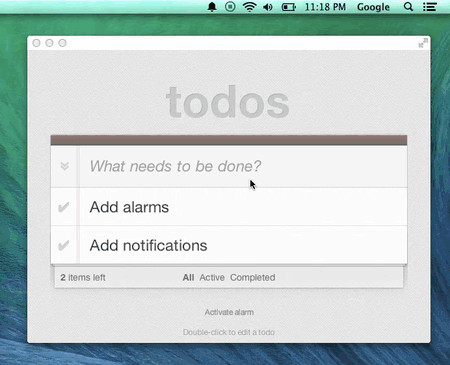 11:18 PM Google
todos
What needs to be done?
Add alarms
Add notifications
2 items left All Active Completed
Activate alarm
Double-click to edit a todo